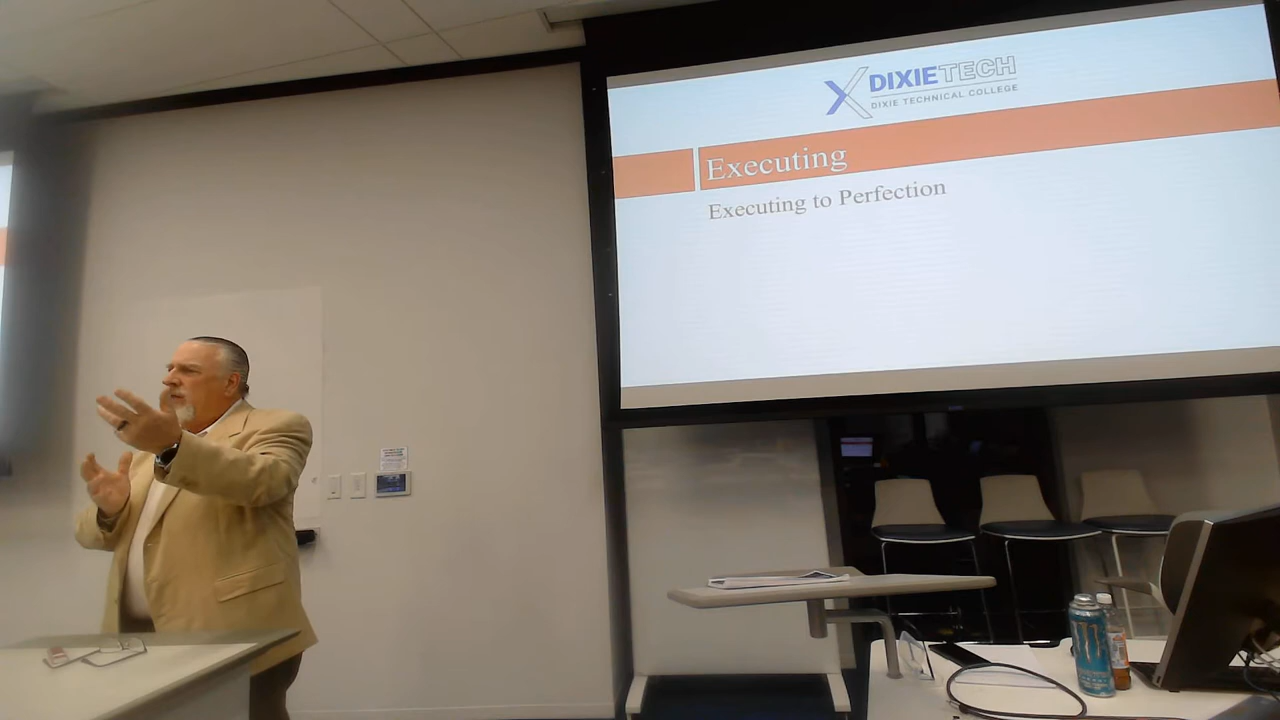 DIXIETECH
DIXIE TECHNICAL COLLEGE
Executing
Executing to Perfection